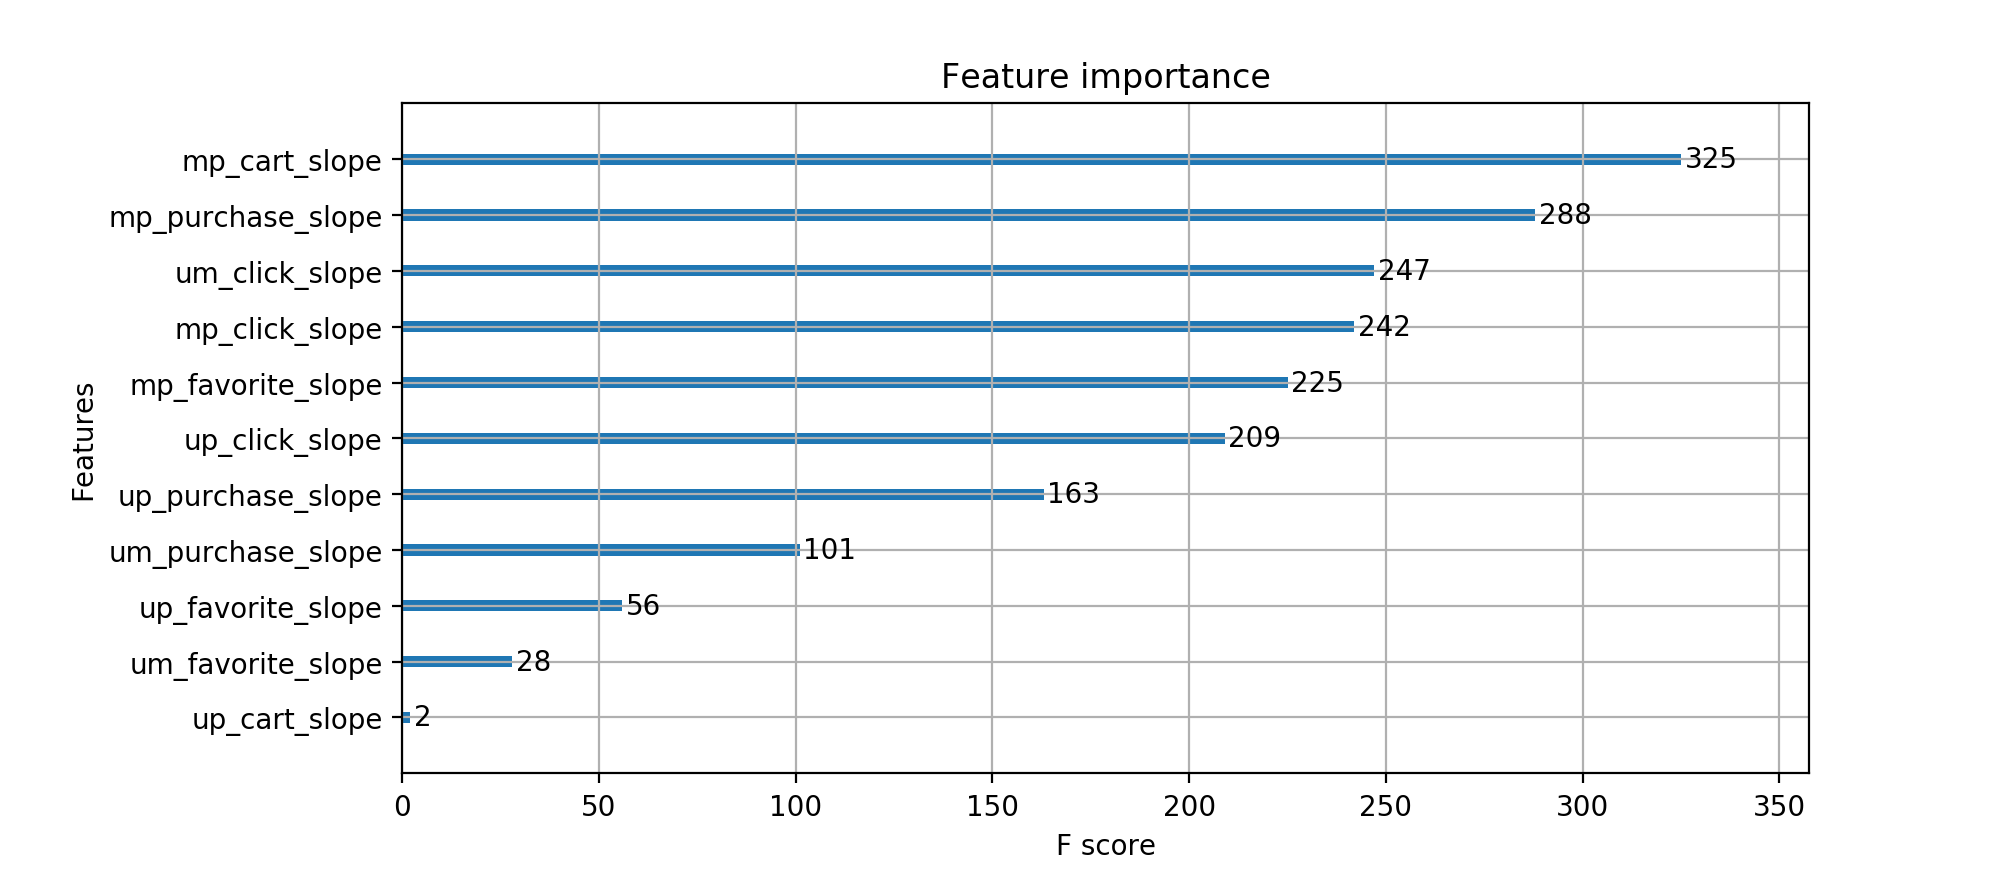 Feature importance
mp_cart_slope 325
mp_purchase_slope 288
um_click_slope 247
mp_click_slope 242
mp_favorite_slope 225
up_click_slope 209
up_purchase_slope 163
um_purchase_slope 101
up_favorite_slope 56
um_favorite_slope 28
up_cart_slope 2
Features
0 50 100 150 200 250 300 350
F score